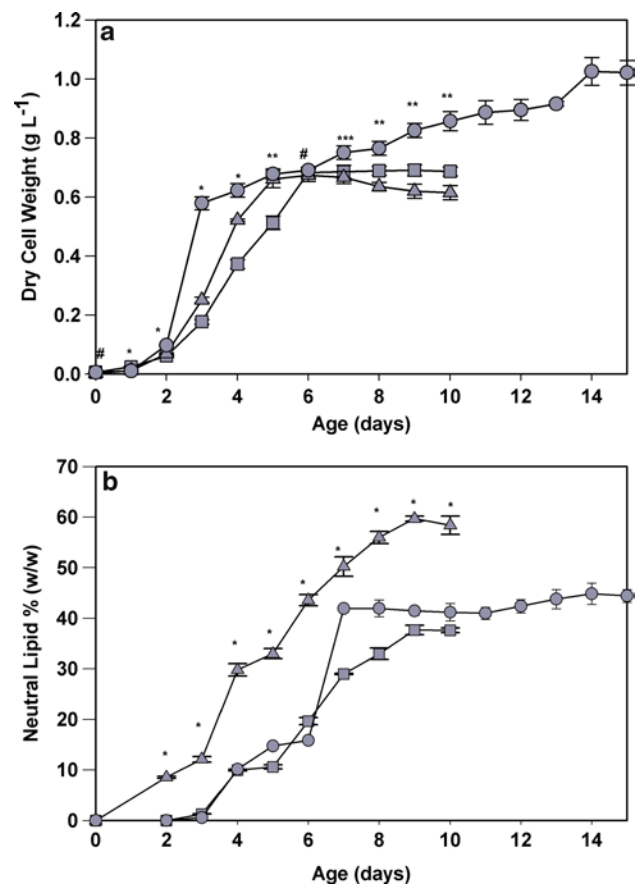 a
1.2
1.0
0.8
0.6
0.4
0.2
0.0
Dry Cell Weight (g L-1)
# * * * * ** # *** ** ** **
0 2 4 6 8 10 12 14
Age (days)
b
70
60
50
40
30
20
10
0
Neutral Lipid % (w/w)
* * * * * * * * *
0 2 4 6 8 10 12 14
Age (days)